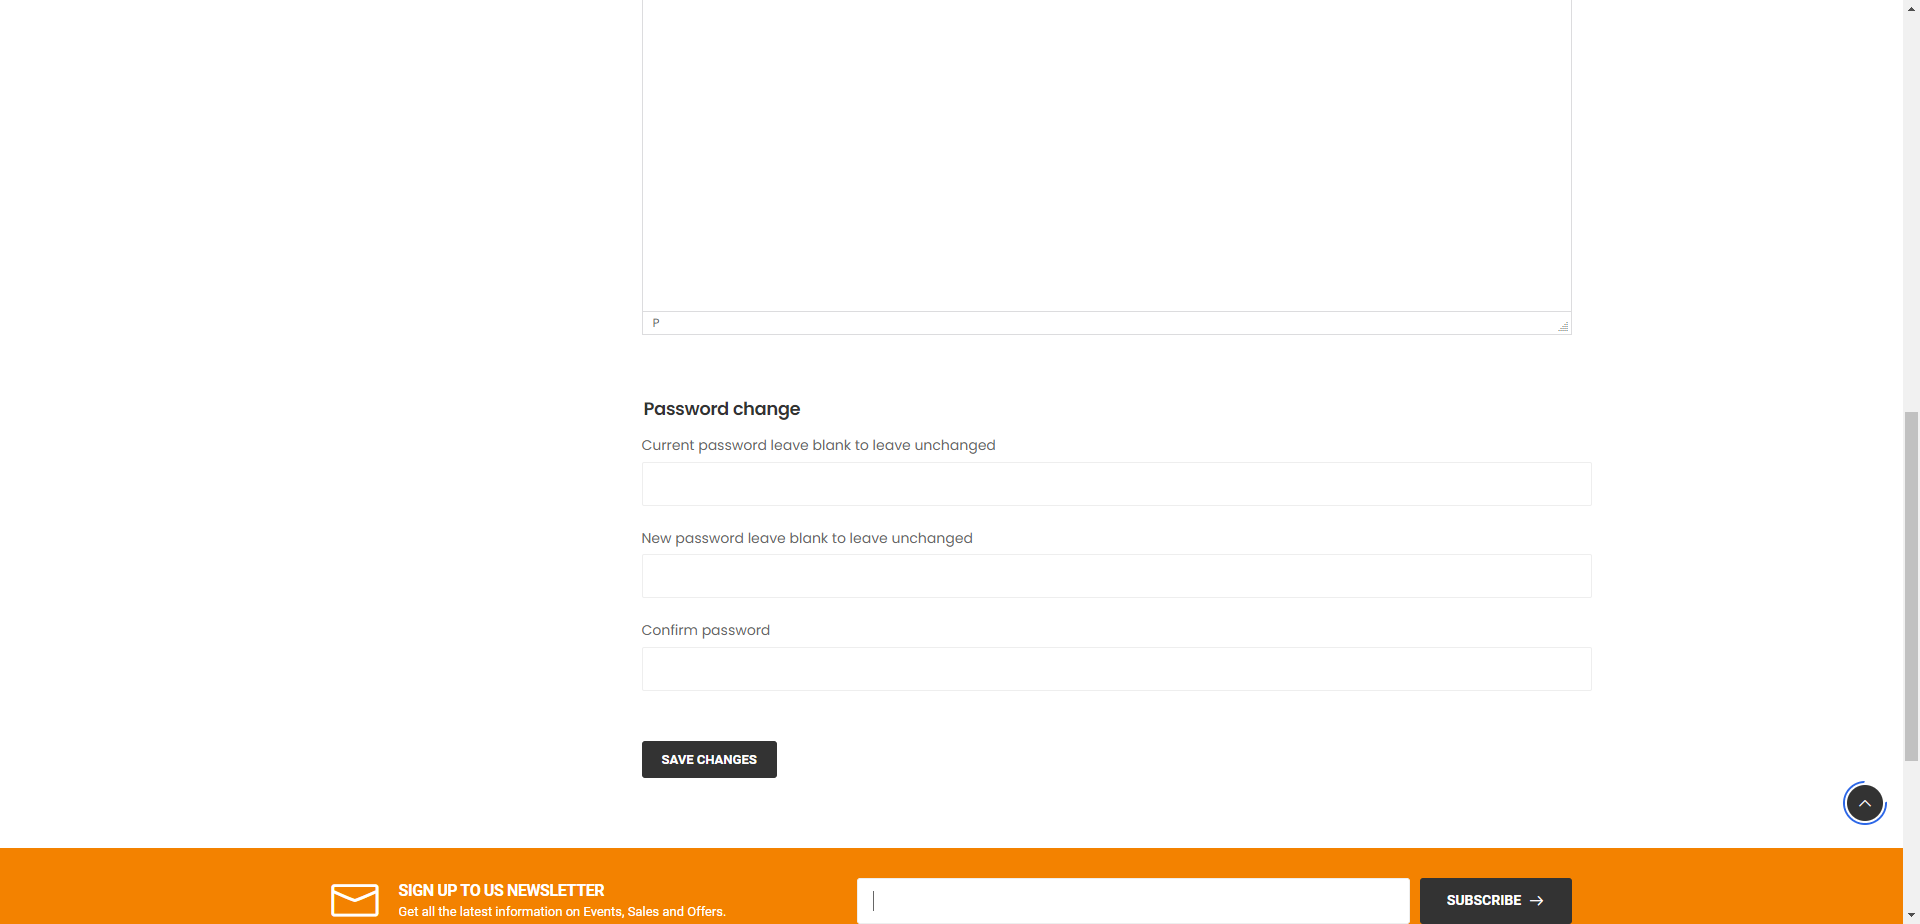 P
Password change
Current password leave blank to leave unchanged
New password leave blank to leave unchanged
Confirm password
SAVE CHANGES
SIGN UP TO US NEWSLETTER
Get all the latest information on Events, Sales and Offers.
SUBSCRIBE